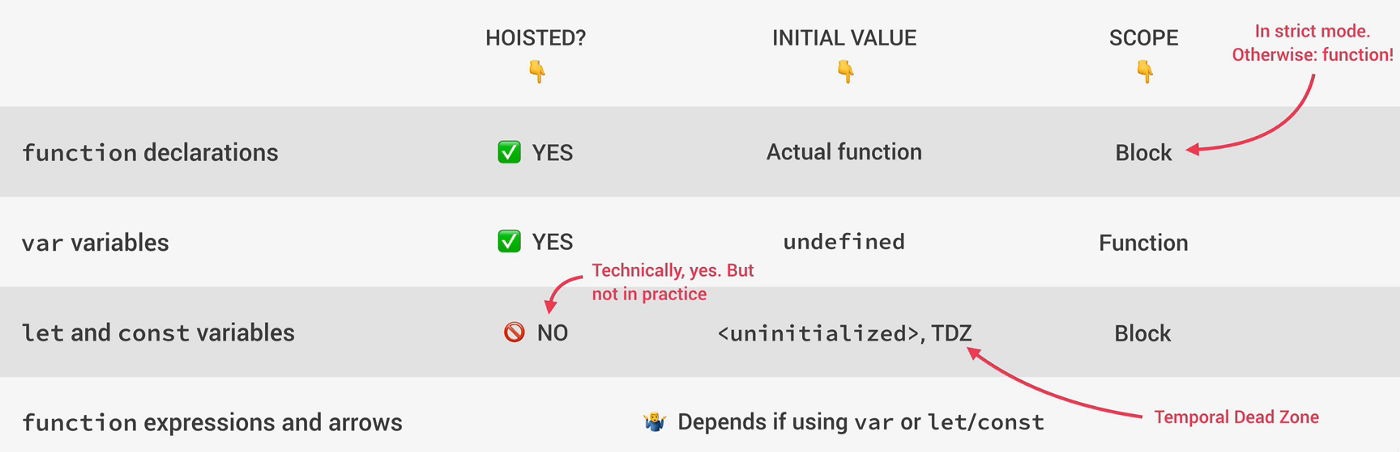 HOISTED?
INITIAL VALUE
SCOPE
In strict mode.
Otherwise: function!
function declarations
YES
Actual function
Block
var variables
YES
undefined
Function
Technically, yes. But
not in practice
let and const variables
NO
<uninitialized>, TDZ
Block
function expressions and arrows
Depends if using var or let/const
Temporal Dead Zone